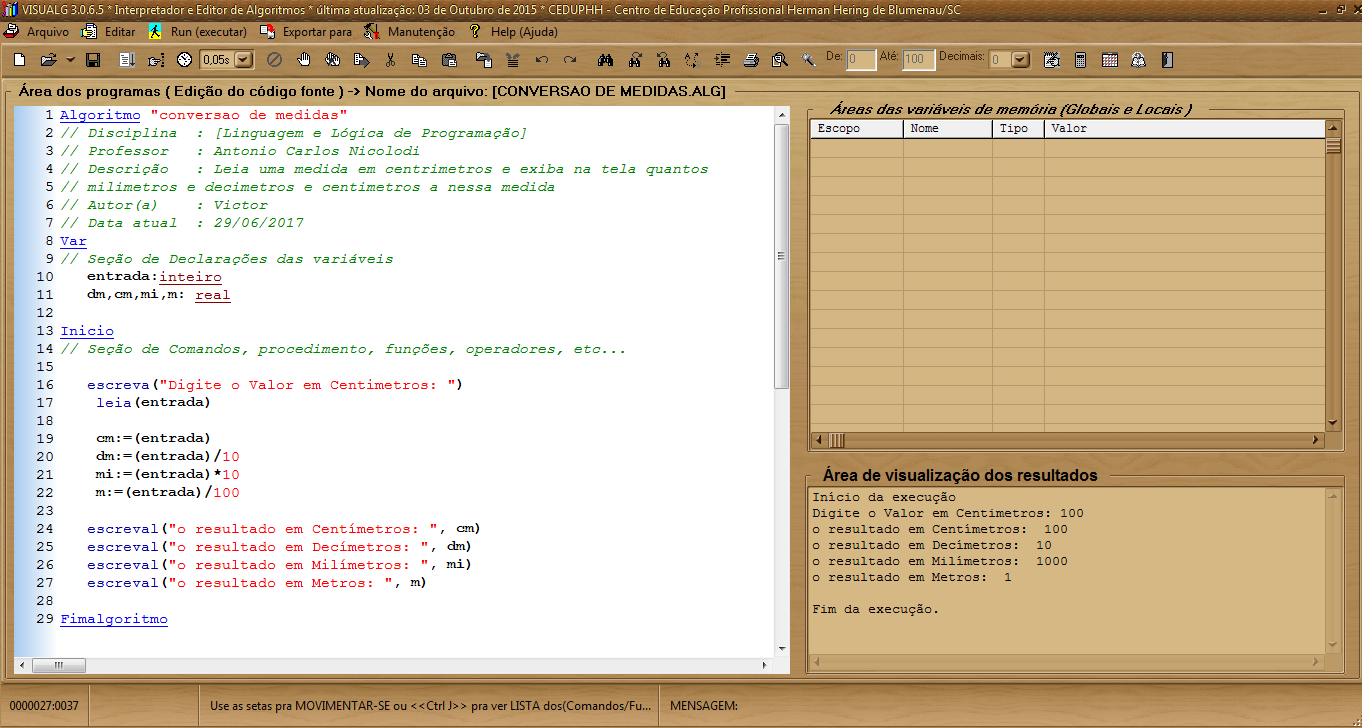 VISUALG 3.0.6.5 * Interpretador e Editor de Algoritmos * última atualização: 03 de Outubro de 2015 * CEDUPHH - Centro de Educação Profissional Herman Hering de Blumenau/SC
Arquivo Editar Run (executar) Exportar para Manutenção Help (Ajuda)
0,05s De: 0 Até: 100 Decimais: 0
Área dos programas ( Edição do código fonte ) -> Nome do arquivo: [CONVERSAO DE MEDIDAS.ALG]
1 Algoritmo "conversao de medidas"
2 // Disciplina : [Linguagem e Lógica de Programação]
3 // Professor : Antonio Carlos Nicolodi
4 // Descrição : Leia uma medida em centrimetros e exiba na tela quantos
5 // milimetros e decimetros e centimetros a nessa medida
6 // Autor(a) : Victor
7 // Data atual : 29/06/2017
8 Var
9 // Seção de Declarações das variáveis
10 entrada:inteiro
11 dm,cm,mi,m: real
12
13 Inicio
14 // Seção de Comandos, procedimento, funções, operadores, etc...
15
16 escreva("Digite o Valor em Centimetros: ")
17 leia(entrada)
18
19 cm:=(entrada)
20 dm:=(entrada)/10
21 mi:=(entrada)*10
22 m:=(entrada)/100
23
24 escreval("o resultado em Centímetros: ", cm)
25 escreval("o resultado em Decímetros: ", dm)
26 escreval("o resultado em Milímetros: ", mi)
27 escreval("o resultado em Metros: ", m)
28
29 Fimalgoritmo
Áreas das variáveis de memória (Globais e Locais )
Escopo Nome Tipo Valor
Área de visualização dos resultados
Início da execução
Digite o Valor em Centimetros: 100
o resultado em Centímetros: 100
o resultado em Decímetros: 10
o resultado em Milímetros: 1000
o resultado em Metros: 1
Fim da execução.
0000027:0037 Use as setas pra MOVIMENTAR-SE ou <<Ctrl J>> pra ver LISTA dos(Comandos/Fu... MENSAGEM: